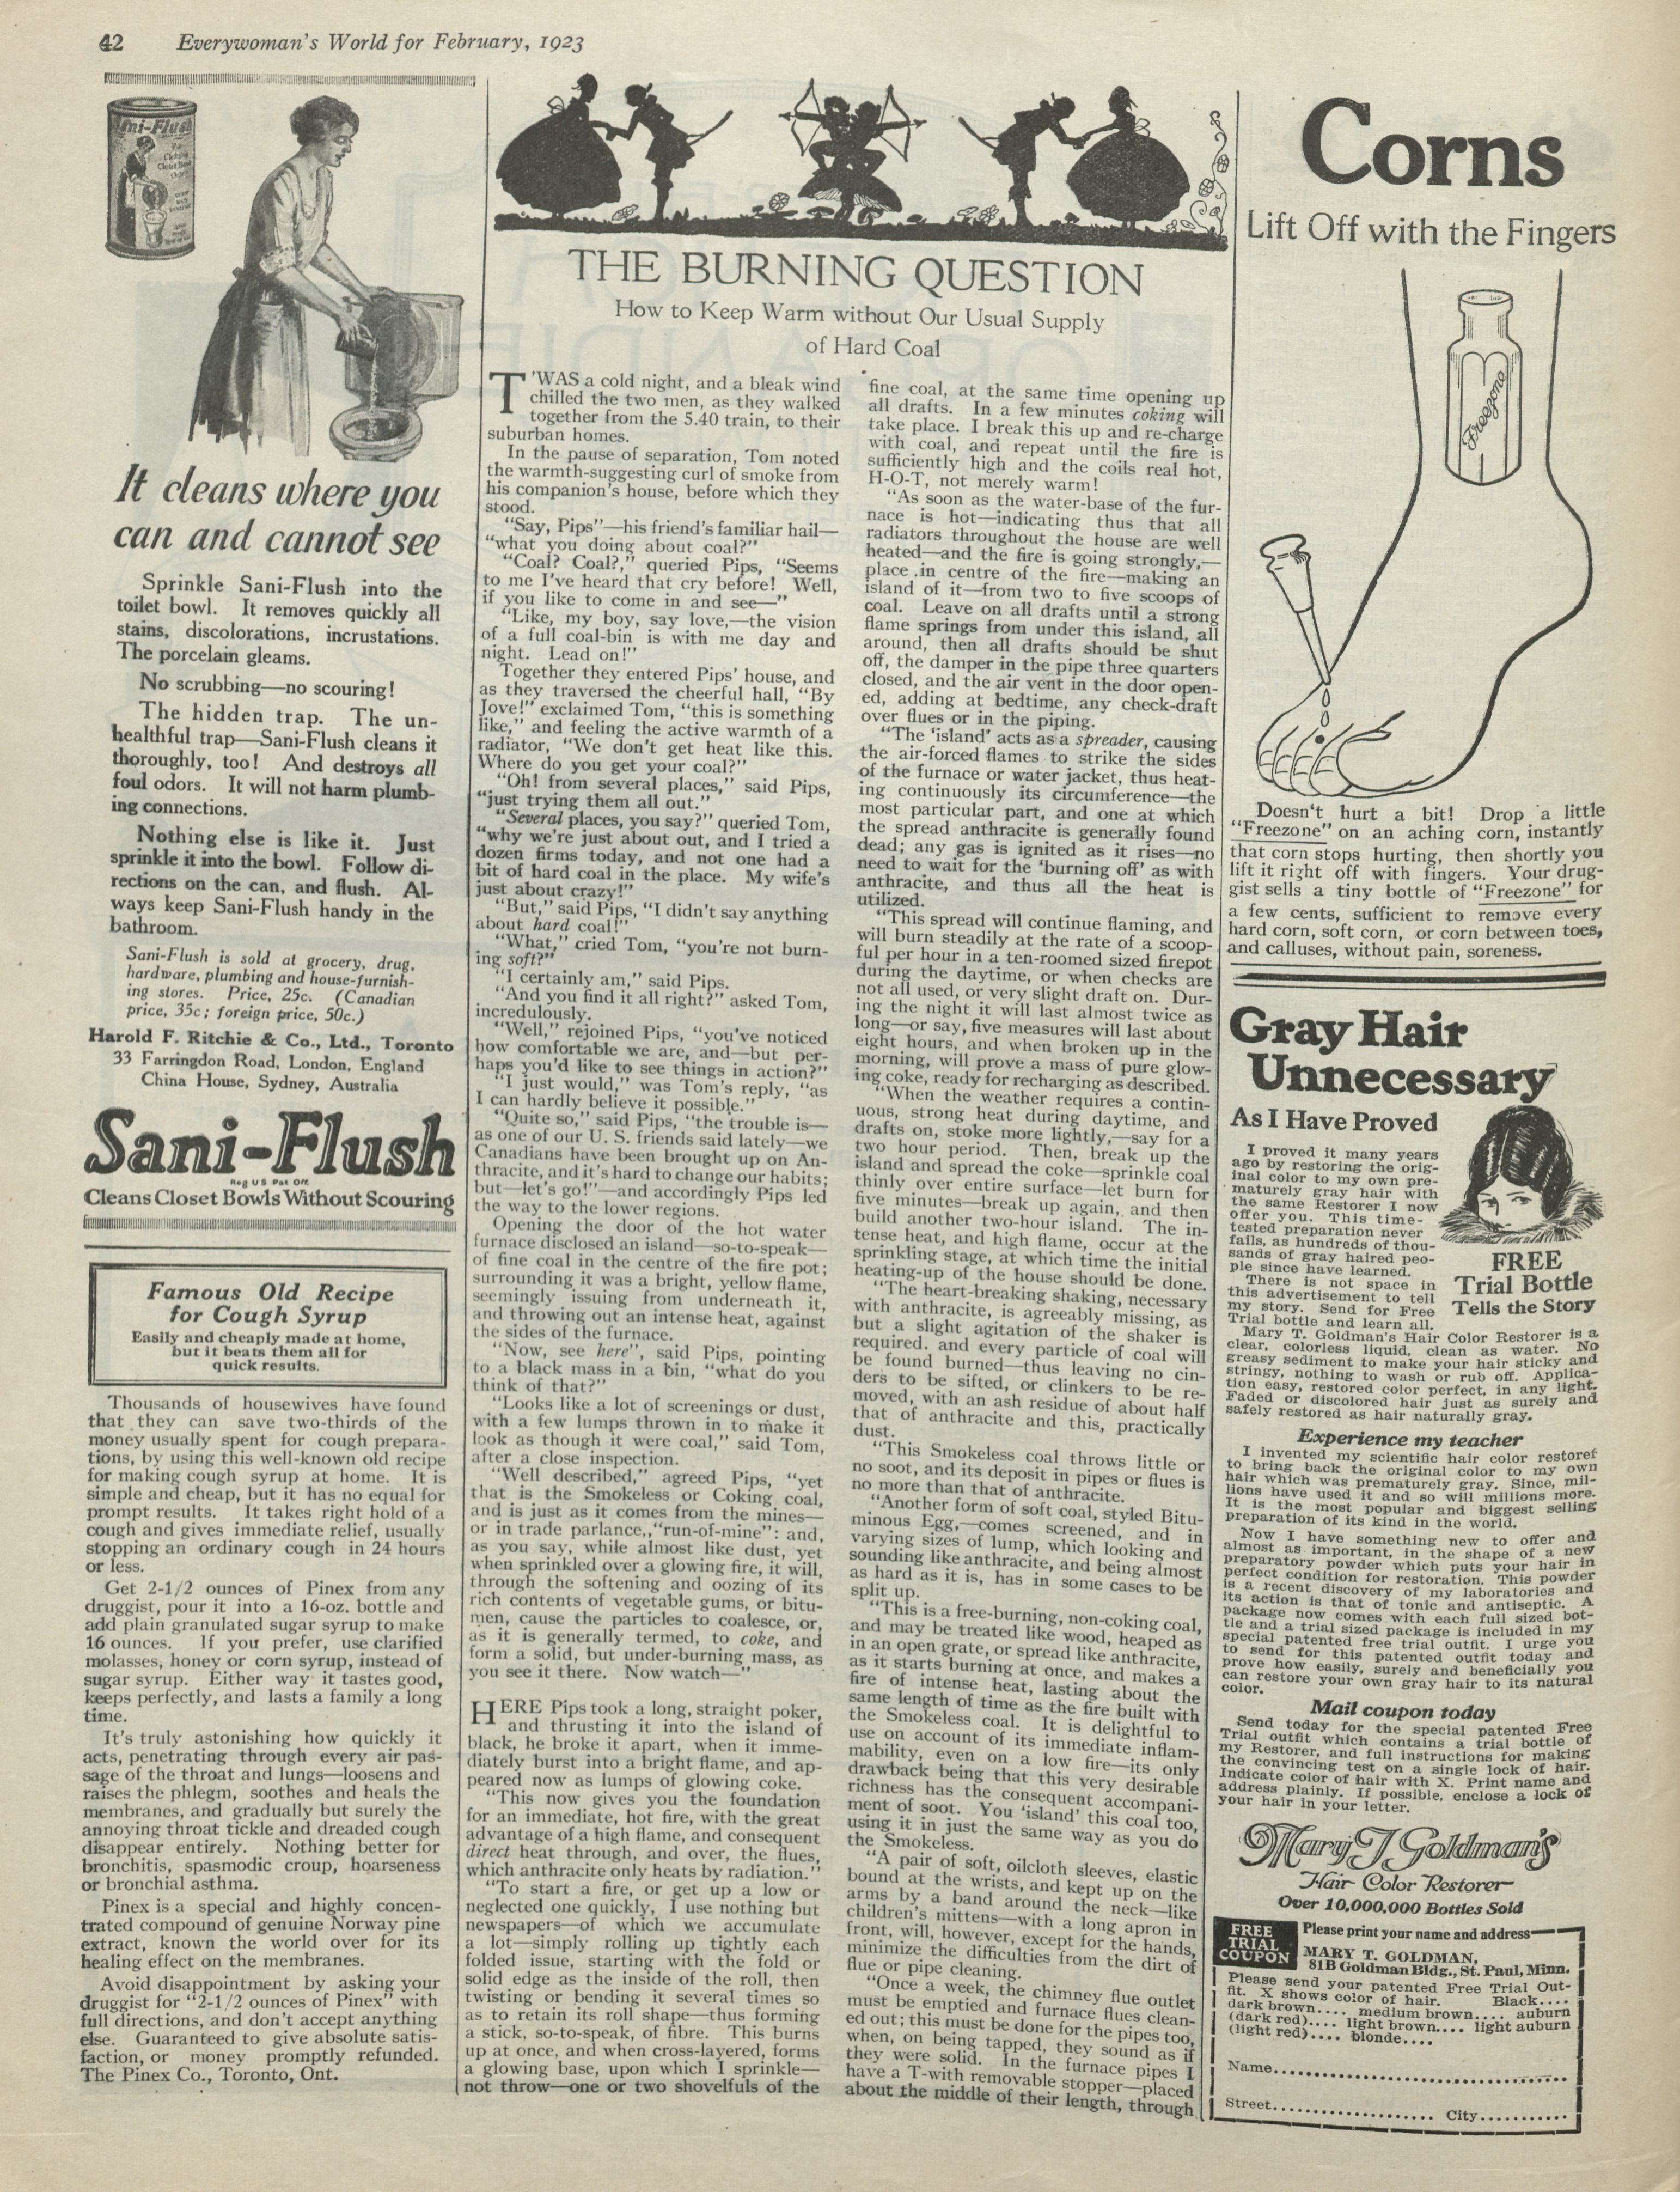 42 Everywoman's World for February, 1923
Sani-Flush
It cleans where you
can and cannot see
Sprinkle Sani-Flush into the
toilet bowl. It removes quickly all
stains, discolorations, incrustations.
The porcelain gleams.
No scrubbing—no scouring!
The hidden trap. The un-
healthful trap—Sani-Flush cleans it
thoroughly, too! And destroys all
foul odors. It will not harm plumb-
ing connections.
Nothing else is like it. Just
sprinkle it into the bowl. Follow di-
rections on the can, and flush. Al-
ways keep Sani-Flush handy in the
bathroom.
Sani-Flush is sold at grocery, drug,
hardware, plumbing and house-furnish-
ing stores. Price, 25c. (Canadian
price, 35c; foreign price, 50c.)
Harold F. Ritchie & Co., Ltd., Toronto
33 Farringdon Road, London, England
China House, Sydney, Australia
Sani-Flush
Reg US Pat Off.
Cleans Closet Bowls Without Scouring
Famous Old Recipe
for Cough Syrup
Easily and cheaply made at home,
but it beats them all for
quick results.
Thousands of housewives have found
that they can save two-thirds of the
money usually spent for cough prepara-
tions, by using this well-known old recipe
for making cough syrup at home. It is
simple and cheap, but it has no equal for
prompt results. It takes right hold of a
cough and gives immediate relief, usually
stopping an ordinary cough in 24 hours
or less.
Get 2-1/2 ounces of Pinex from any
druggist, pour it into a 16-oz. bottle and
add plain granulated sugar syrup to make
16 ounces. If you prefer, use clarified
molasses, honey or corn syrup, instead of
sugar syrup. Either way it tastes good,
keeps perfectly, and lasts a family a long
time.
It's truly astonishing how quickly it
acts, penetrating through every air pas-
sage of the throat and lungs—loosens and
raises the phlegm, soothes and heals the
membranes, and gradually but surely the
annoying throat tickle and dreaded cough
disappear entirely. Nothing better for
bronchitis, spasmodic croup, hoarseness
or bronchial asthma.
Pinex is a special and highly concen-
trated compound of genuine Norway pine
extract, known the world over for its
healing effect on the membranes.
Avoid disappointment by asking your
druggist for "2-1/2 ounces of Pinex" with
full directions, and don't accept anything
else. Guaranteed to give absolute satis-
faction, or money promptly refunded.
The Pinex Co., Toronto, Ont.
THE BURNING QUESTION
How to Keep Warm without Our Usual Supply
of Hard Coal
T'WAS a cold night, and a bleak wind
chilled the two men, as they walked
together from the 5.40 train, to their
suburban homes.
In the pause of separation, Tom noted
the warmth-suggesting curl of smoke from
his companion's house, before which they
stood.
"Say, Pips"—his friend's familiar hail—
"what you doing about coal?"
"Coal? Coal?," queried Pips, "Seems
to me I've heard that cry before! Well,
if you like to come in and see—"
"Like, my boy, say love,—the vision
of a full coal-bin is with me day and
night. Lead on!"
Together they entered Pips' house, and
as they traversed the cheerful hall, "By
Jove!" exclaimed Tom, "this is something
like," and feeling the active warmth of a
radiator, "We don't get heat like this.
Where do you get your coal?"
"Oh! from several places," said Pips,
"just trying them all out."
"Several places, you say?" queried Tom,
"why we're just about out, and I tried a
dozen firms today, and not one had a
bit of hard coal in the place. My wife's
just about crazy!"
"But," said Pips, "I didn't say anything
about hard coal!"
"What," cried Tom, "you're not burn-
ing soft?"
"I certainly am," said Pips.
"And you find it all right?" asked Tom,
incredulously.
"Well," rejoined Pips, "you've noticed
how comfortable we are, and—but per-
haps you'd like to see things in action?"
"I just would," was Tom's reply, "as
I can hardly believe it possible."
"Quite so," said Pips, "the trouble is—
as one of our U. S. friends said lately—we
Canadians have been brought up on An-
thracite, and it's hard to change our habits;
but—let's go!"—and accordingly Pips led
the way to the lower regions.
Opening the door of the hot water
furnace disclosed an island—so-to-speak—
of fine coal in the centre of the fire pot;
surrounding it was a bright, yellow flame,
seemingly issuing from underneath it,
and throwing out an intense heat, against
the sides of the furnace.
"Now, see here", said Pips, pointing
to a black mass in a bin, "what do you
think of that?"
"Looks like a lot of screenings or dust,
with a few lumps thrown in to make it
look as though it were coal," said Tom,
after a close inspection.
"Well described," agreed Pips, "yet
that is the Smokeless or Coking coal,
and is just as it comes from the mines—
or in trade parlance,,"run-of-mine": and,
as you say, while almost like dust, yet
when sprinkled over a glowing fire, it will,
through the softening and oozing of its
rich contents of vegetable gums, or bitu-
men, cause the particles to coalesce, or,
as it is generally termed, to coke, and
form a solid, but under-burning mass, as
you see it there. Now watch—"
HERE Pips took a long, straight poker,
and thrusting it into the island of
black, he broke it apart, when it imme-
diately burst into a bright flame, and ap-
peared now as lumps of glowing coke.
"This now gives you the foundation
for an immediate, hot fire, with the great
advantage of a high flame, and consequent
direct heat through, and over, the flues,
which anthracite only heats by radiation."
"To start a fire, or get up a low or
neglected one quickly, I use nothing but
newspapers—of which we accumulate
a lot—simply rolling up tightly each
folded issue, starting with the fold or
solid edge as the inside of the roll, then
twisting or bending it several times so
as to retain its roll shape—thus forming
a stick, so-to-speak, of fibre. This burns
up at once, and when cross-layered, forms
a glowing base, upon which I sprinkle—
not throw—one or two shovelfuls of the
fine coal, at the same time opening up
all drafts. In a few minutes coking will
take place. I break this up and re-charge
with coal, and repeat until the fire is
sufficiently high and the coils real hot,
H-O-T, not merely warm!
"As soon as the water-base of the fur-
nace is hot—indicating thus that all
radiators throughout the house are well
heated—and the fire is going strongly,—
place in centre of the fire—making an
island of it—from two to five scoops of
coal. Leave on all drafts until a strong
flame springs from under this island, all
around, then all drafts should be shut
off, the damper in the pipe three quarters
closed, and the air vent in the door open-
ed, adding at bedtime, any check-draft
over flues or in the piping.
"The 'island' acts as a spreader, causing
the air-forced flames to strike the sides
of the furnace or water jacket, thus heat-
ing continuously its circumference—the
most particular part, and one at which
the spread anthracite is generally found
dead; any gas is ignited as it rises—no
need to wait for the 'burning off' as with
anthracite, and thus all the heat is
utilized.
"This spread will continue flaming, and
will burn steadily at the rate of a scoop-
ful per hour in a ten-roomed sized firepot
during the daytime, or when checks are
not all used, or very slight draft on. Dur-
ing the night it will last almost twice as
long—or say, five measures will last about
eight hours, and when broken up in the
morning, will prove a mass of pure glow-
ing coke, ready for recharging as described.
"When the weather requires a contin-
uous, strong heat during daytime, and
drafts on, stoke more lightly,—say for a
two hour period. Then, break up the
island and spread the coke—sprinkle coal
thinly over entire surface—let burn for
five minutes—break up again, and then
build another two-hour island. The in-
tense heat, and high flame, occur at the
sprinkling stage, at which time the initial
heating-up of the house should be done.
"The heart-breaking shaking, necessary
with anthracite, is agreeably missing, as
but a slight agitation of the shaker is
required. and every particle of coal will
be found burned—thus leaving no cin-
ders to be sifted, or clinkers to be re-
moved, with an ash residue of about half
that of anthracite and this, practically
dust.
"This Smokeless coal throws little or
no soot, and its deposit in pipes or flues is
no more than that of anthracite.
"Another form of soft coal, styled Bitu-
minous Egg,—comes screened, and in
varying sizes of lump, which looking and
sounding like anthracite, and being almost
as hard as it is, has in some cases to be
split up.
"This is a free-burning, non-coking coal,
and may be treated like wood, heaped as
in an open grate, or spread like anthracite,
as it starts burning at once, and makes a
fire of intense heat, lasting about the
same length of time as the fire built with
the Smokeless coal. It is delightful to
use on account of its immediate inflam-
mability, even on a low fire—its only
drawback being that this very desirable
richness has the consequent accompani-
ment of soot. You 'island' this coal too,
using it in just the same way as you do
the Smokeless.
"A pair of soft, oilcloth sleeves, elastic
bound at the wrists, and kept up on the
arms by a band around the neck—like
children's mittens—with a long apron in
front, will, however, except for the hands,
minimize the difficulties from the dirt of
flue or pipe cleaning.
"Once a week, the chimney flue outlet
must be emptied and furnace flues clean-
ed out; this must be done for the pipes too,
when, on being tapped, they sound as if
they were solid. In the furnace pipes I
have a T-with removable stopper—placed
about the middle of their length, through
Corns
Lift Off with the Fingers
Freezone
Doesn't hurt a bit! Drop a little
"Freezone" on an aching corn, instantly
that corn stops hurting, then shortly you
lift it right off with fingers. Your drug-
gist sells a tiny bottle of "Freezone" for
a few cents, sufficient to remove every
hard corn, soft corn, or corn between toes,
and calluses, without pain, soreness.
Gray Hair
Unnecessary
As I Have Proved
I proved it many years
ago by restoring the orig-
inal color to my own pre-
maturely gray hair with
the same Restorer I now
offer you. This time-
tested preparation never
fails, as hundreds of thou-
sands of gray haired peo-
ple since have learned.
There is not space in
this advertisement to tell
my story. Send for Free
Trial bottle and learn all.
FREE
Trial Bottle
Tells the Story
Mary T. Goldman's Hair Color Restorer is a
clear, colorless liquid, clean as water. No
greasy sediment to make your hair sticky and
stringy, nothing to wash or rub off. Applica-
tion easy, restored color perfect, in any light.
Faded or discolored hair just as surely and
safely restored as hair naturally gray.
Experience my teacher
I invented my scientific hair color restorer
to bring back the original color to my own
hair which was prematurely gray. Since, mil-
lions have used it and so will millions more.
It is the most popular and biggest selling
preparation of its kind in the world.
Now I have something new to offer and
almost as important, in the shape of a new
preparatory powder which puts your hair in
perfect condition for restoration. This powder
is a recent discovery of my laboratories and
its action is that of tonic and antiseptic. A
package now comes with each full sized bot-
tle and a trial sized package is included in my
special patented free trial outfit. I urge you
to send for this patented outfit today and
prove how easily, surely and beneficially you
can restore your own gray hair to its natural
color.
Mail coupon today
Send today for the special patented Free
Trial outfit which contains a trial bottle of
my Restorer, and full instructions for making
the convincing test on a single lock of hair.
Indicate color of hair with X. Print name and
address plainly. If possible, enclose a lock of
your hair in your letter.
Mary T. Goldman's
Hair Color Restorer
Over 10,000,000 Bottles Sold
FREE
TRIAL
COUPON
Please print your name and address
MARY T. GOLDMAN,
81B Goldman Bldg., St. Paul, Minn.
Please send your patented Free Trial Out-
fit. X shows color of hair. Black....
dark brown.... medium brown.... auburn
(dark red).... light brown.... light auburn
(light red).... blonde....
Name........................................
Street...................... City............